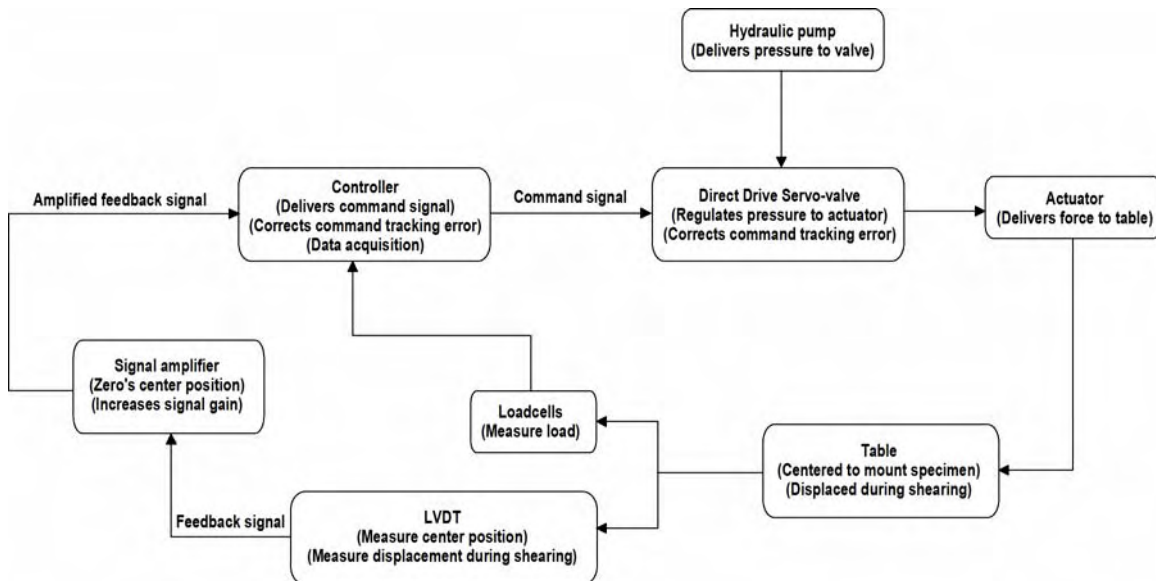 Hydraulic pump
(Delivers pressure to valve)
Amplified feedback signal
Controller
(Delivers command signal)
(Corrects command tracking error)
(Data acquisition)
Command signal
Direct Drive Servo-valve
(Regulates pressure to actuator)
(Corrects command tracking error)
Actuator
(Delivers force to table)
Signal amplifier
(Zero's center position)
(Increases signal gain)
Loadcells
(Measure load)
Table
(Centered to mount specimen)
(Displaced during shearing)
Feedback signal
LVDT
(Measure center position)
(Measure displacement during shearing)